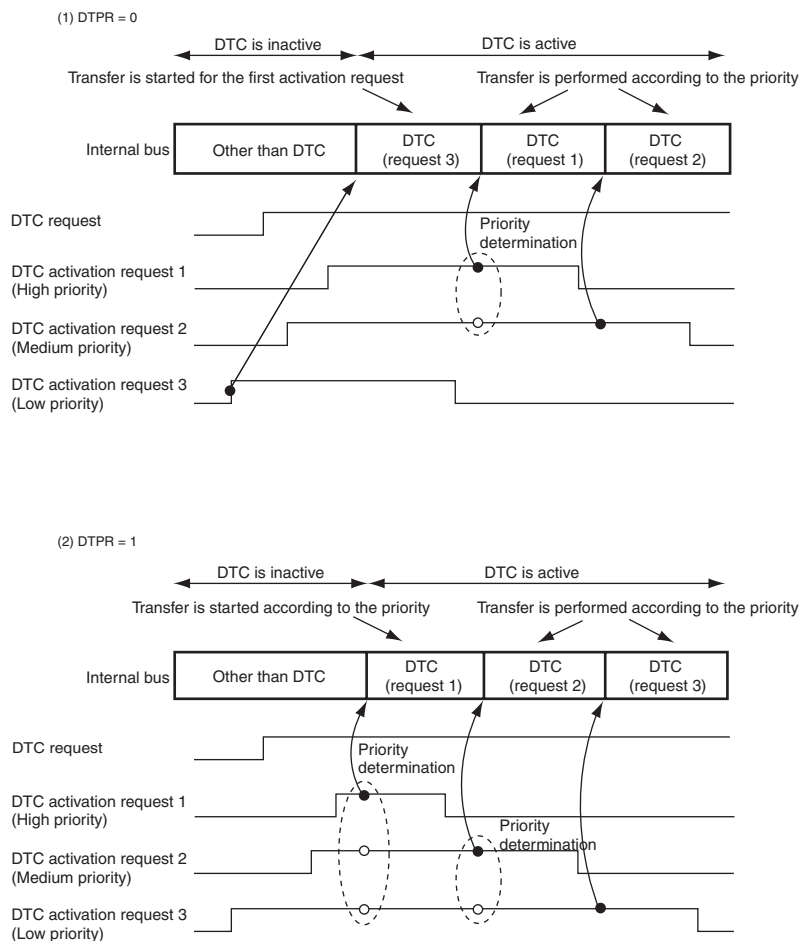 (1) DTPR = 0
DTC is inactive
DTC is active
Transfer is started for the first activation request
Transfer is performed according to the priority
Internal bus
Other than DTC
DTC
(request 3)
DTC
(request 1)
DTC
(request 2)
DTC request
Priority
determination
DTC activation request 1
(High priority)
DTC activation request 2
(Medium priority)
DTC activation request 3
(Low priority)
(2) DTPR = 1
DTC is inactive
DTC is active
Transfer is started according to the priority
Transfer is performed according to the priority
Internal bus
Other than DTC
DTC
(request 1)
DTC
(request 2)
DTC
(request 3)
DTC request
Priority
determination
DTC activation request 1
(High priority)
Priority
determination
DTC activation request 2
(Medium priority)
DTC activation request 3
(Low priority)